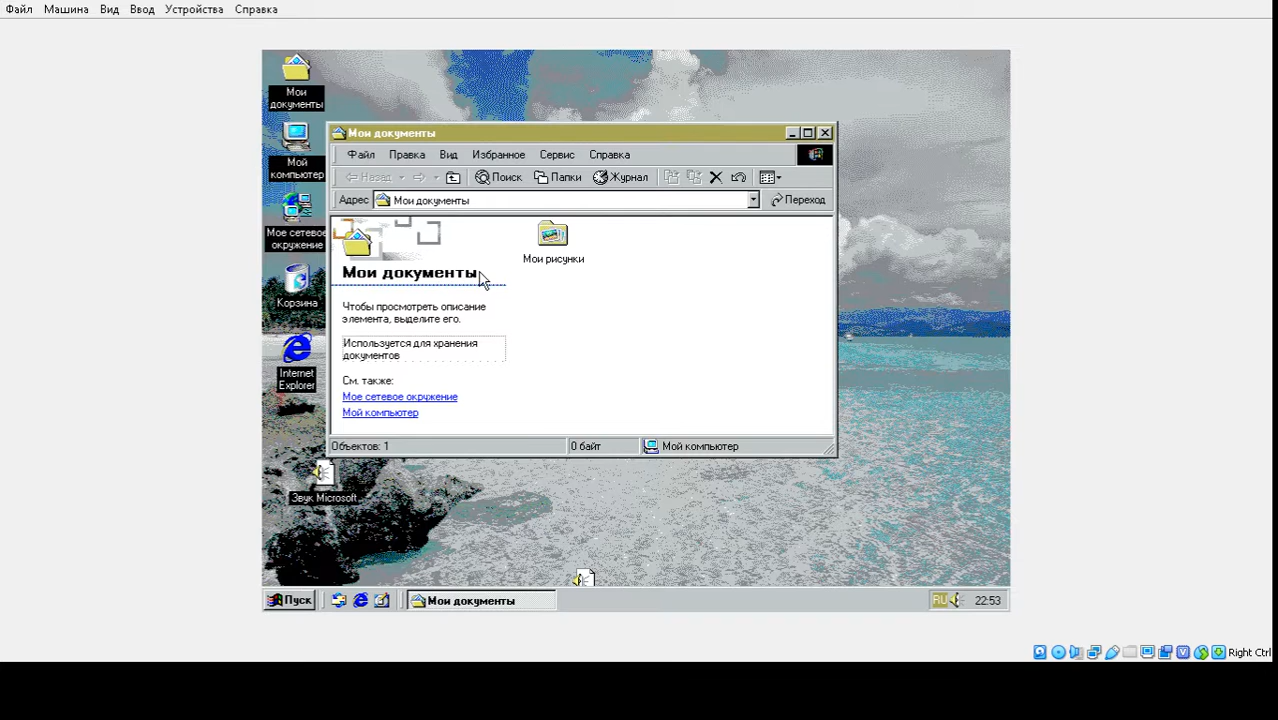 Файл Машина Вид Ввод Устройства Справка
Мои
документы
Мой
компьютер
Мое сетевое
окружение
Корзина
Internet
Explorer
Звук Microsoft
Мои документы
Файл Правка Вид Избранное Сервис Справка
Назад Поиск Папки Журнал
Адрес Мои документы Переход
Мои документы
Чтобы просмотреть описание
элемента, выделите его.
Используется для хранения
документов
См. также:
Мое сетевое окружение
Мой компьютер
Мои рисунки
Объектов: 1 0 байт Мой компьютер
Пуск Мои документы RU 22:53
Right Ctrl